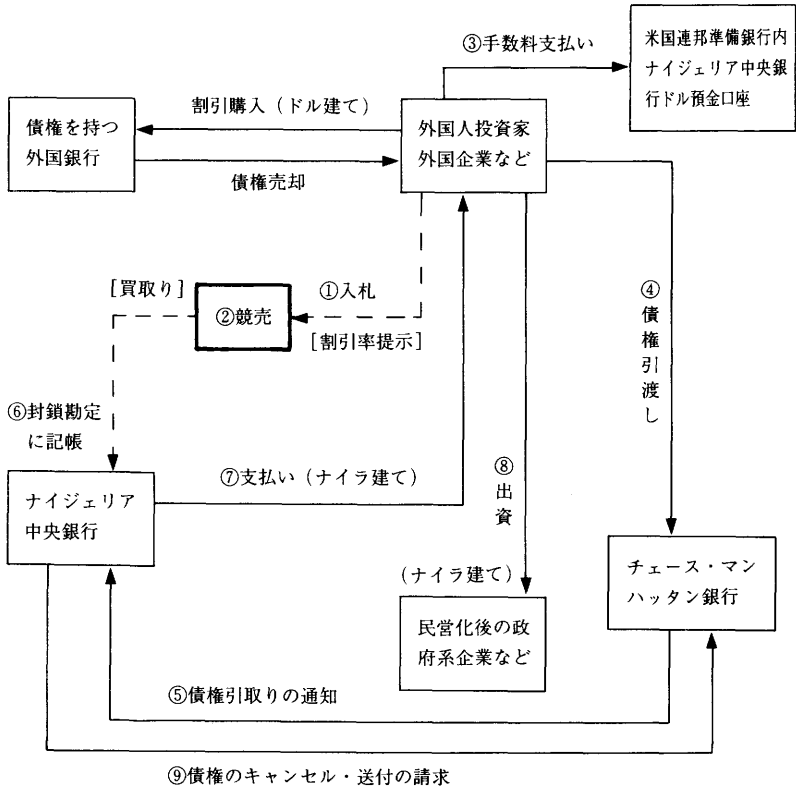 ③手数料支払い
米国連邦準備銀行内
ナイジェリア中央銀
行ドル預金口座
割引購入（ドル建て）
債権を持つ
外国銀行
外国人投資家
外国企業など
債権売却
[買取り]
①入札
②競売
[割引率提示]
④債権引渡し
⑥封鎖勘定
に記帳
⑦支払い（ナイラ建て）
⑧出資
ナイジェリア
中央銀行
（ナイラ建て）
チェース・マン
ハッタン銀行
民営化後の政
府系企業など
⑤債権引取りの通知
⑨債権のキャンセル・送付の請求